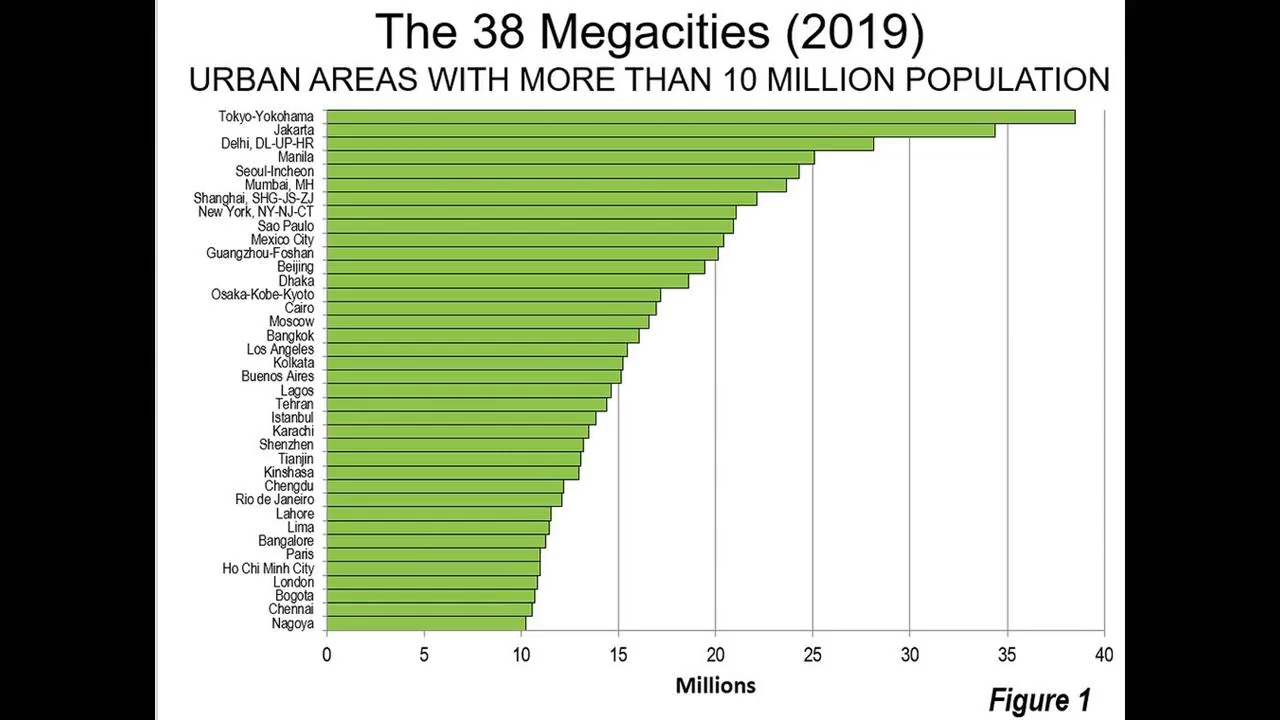 The 38 Megacities (2019)
URBAN AREAS WITH MORE THAN 10 MILLION POPULATION
Tokyo-Yokohama
Jakarta
Delhi, DL-UP-HR
Manila
Seoul-Incheon
Mumbai, MH
Shanghai, SHG-JS-ZJ
New York, NY-NJ-CT
Sao Paulo
Mexico City
Guangzhou-Foshan
Beijing
Dhaka
Osaka-Kobe-Kyoto
Cairo
Moscow
Bangkok
Los Angeles
Kolkata
Buenos Aires
Lagos
Tehran
Istanbul
Karachi
Shenzhen
Tianjin
Kinshasa
Chengdu
Rio de Janeiro
Lahore
Lima
Bangalore
Paris
Ho Chi Minh City
London
Bogota
Chennai
Nagoya
0 5 10 15 20 25 30 35 40
Millions
Figure 1